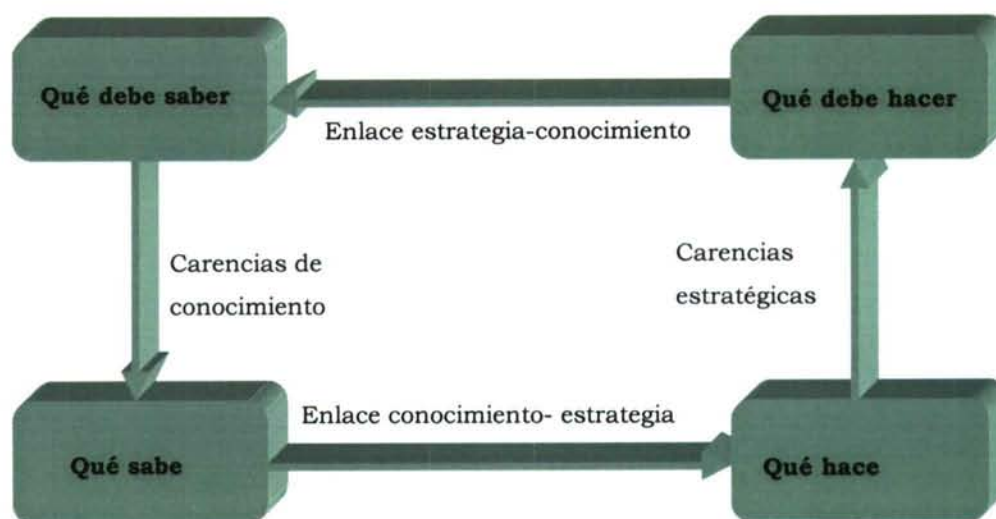 Qué debe saber
Qué debe hacer
Enlace estrategia-conocimiento
Carencias de
conocimiento
Carencias
estratégicas
Enlace conocimiento- estrategia
Qué sabe
Qué hace